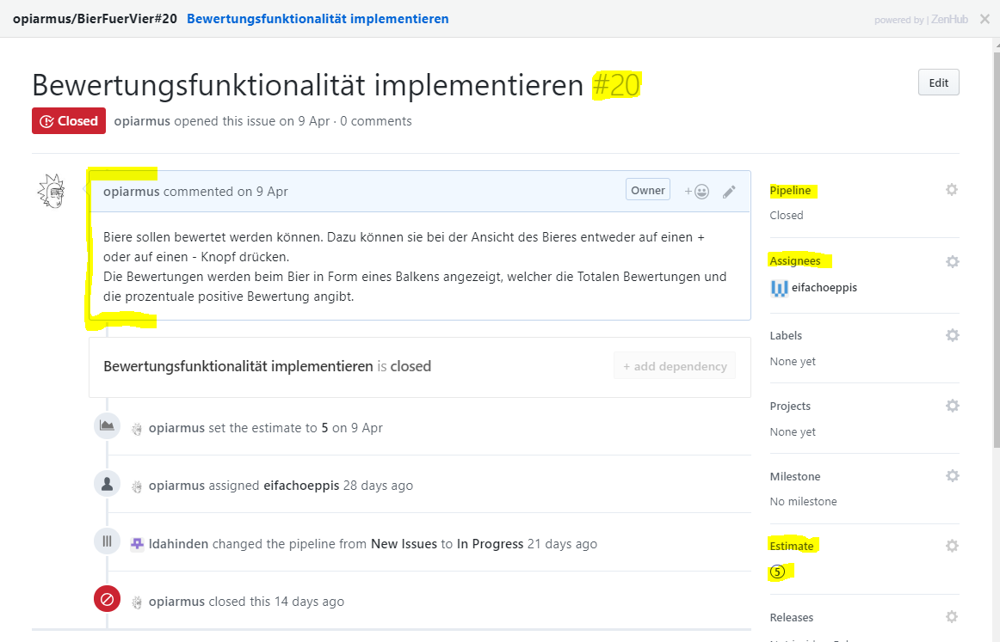 opiarmus/BierFuerVier#20 Bewertungsfunktionalität implementieren
powered by | ZenHub
Bewertungsfunktionalität implementieren #20
Edit
Closed opiarmus opened this issue on 9 Apr · 0 comments
opiarmus commented on 9 Apr
Owner
Biere sollen bewertet werden können. Dazu können sie bei der Ansicht des Bieres entweder auf einen +
oder auf einen - Knopf drücken.
Die Bewertungen werden beim Bier in Form eines Balkens angezeigt, welcher die Totalen Bewertungen und
die prozentuale positive Bewertung angibt.
Bewertungsfunktionalität implementieren is closed
+ add dependency
opiarmus set the estimate to 5 on 9 Apr
opiarmus assigned eifachoeppis 28 days ago
ldahinden changed the pipeline from New Issues to In Progress 21 days ago
opiarmus closed this 14 days ago
Pipeline
Closed
Assignees
eifachoeppis
Labels
None yet
Projects
None yet
Milestone
No milestone
Estimate
5
Releases